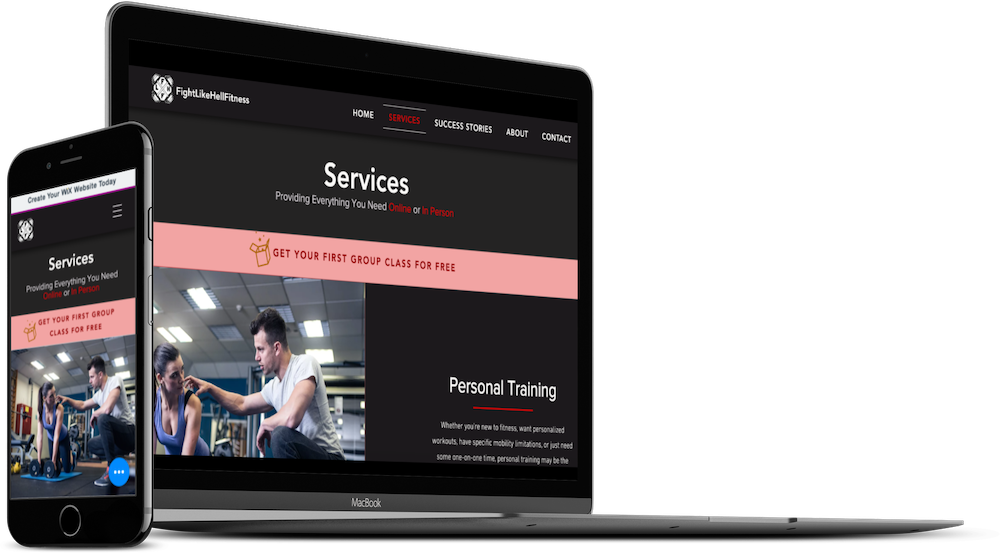 FightLikeHellFitness
HOME SERVICES SUCCESS STORIES ABOUT CONTACT
Services
Providing Everything You Need Online or In Person
GET YOUR FIRST GROUP CLASS FOR FREE
Personal Training
Whether you're new to fitness, want personalized
workouts, have specific mobility limitations, or just need
some one-on-one time, personal training may be the
MacBook
Create Your WiX Website Today
Services
Providing Everything You Need
Online or In Person
GET YOUR FIRST GROUP
CLASS FOR FREE